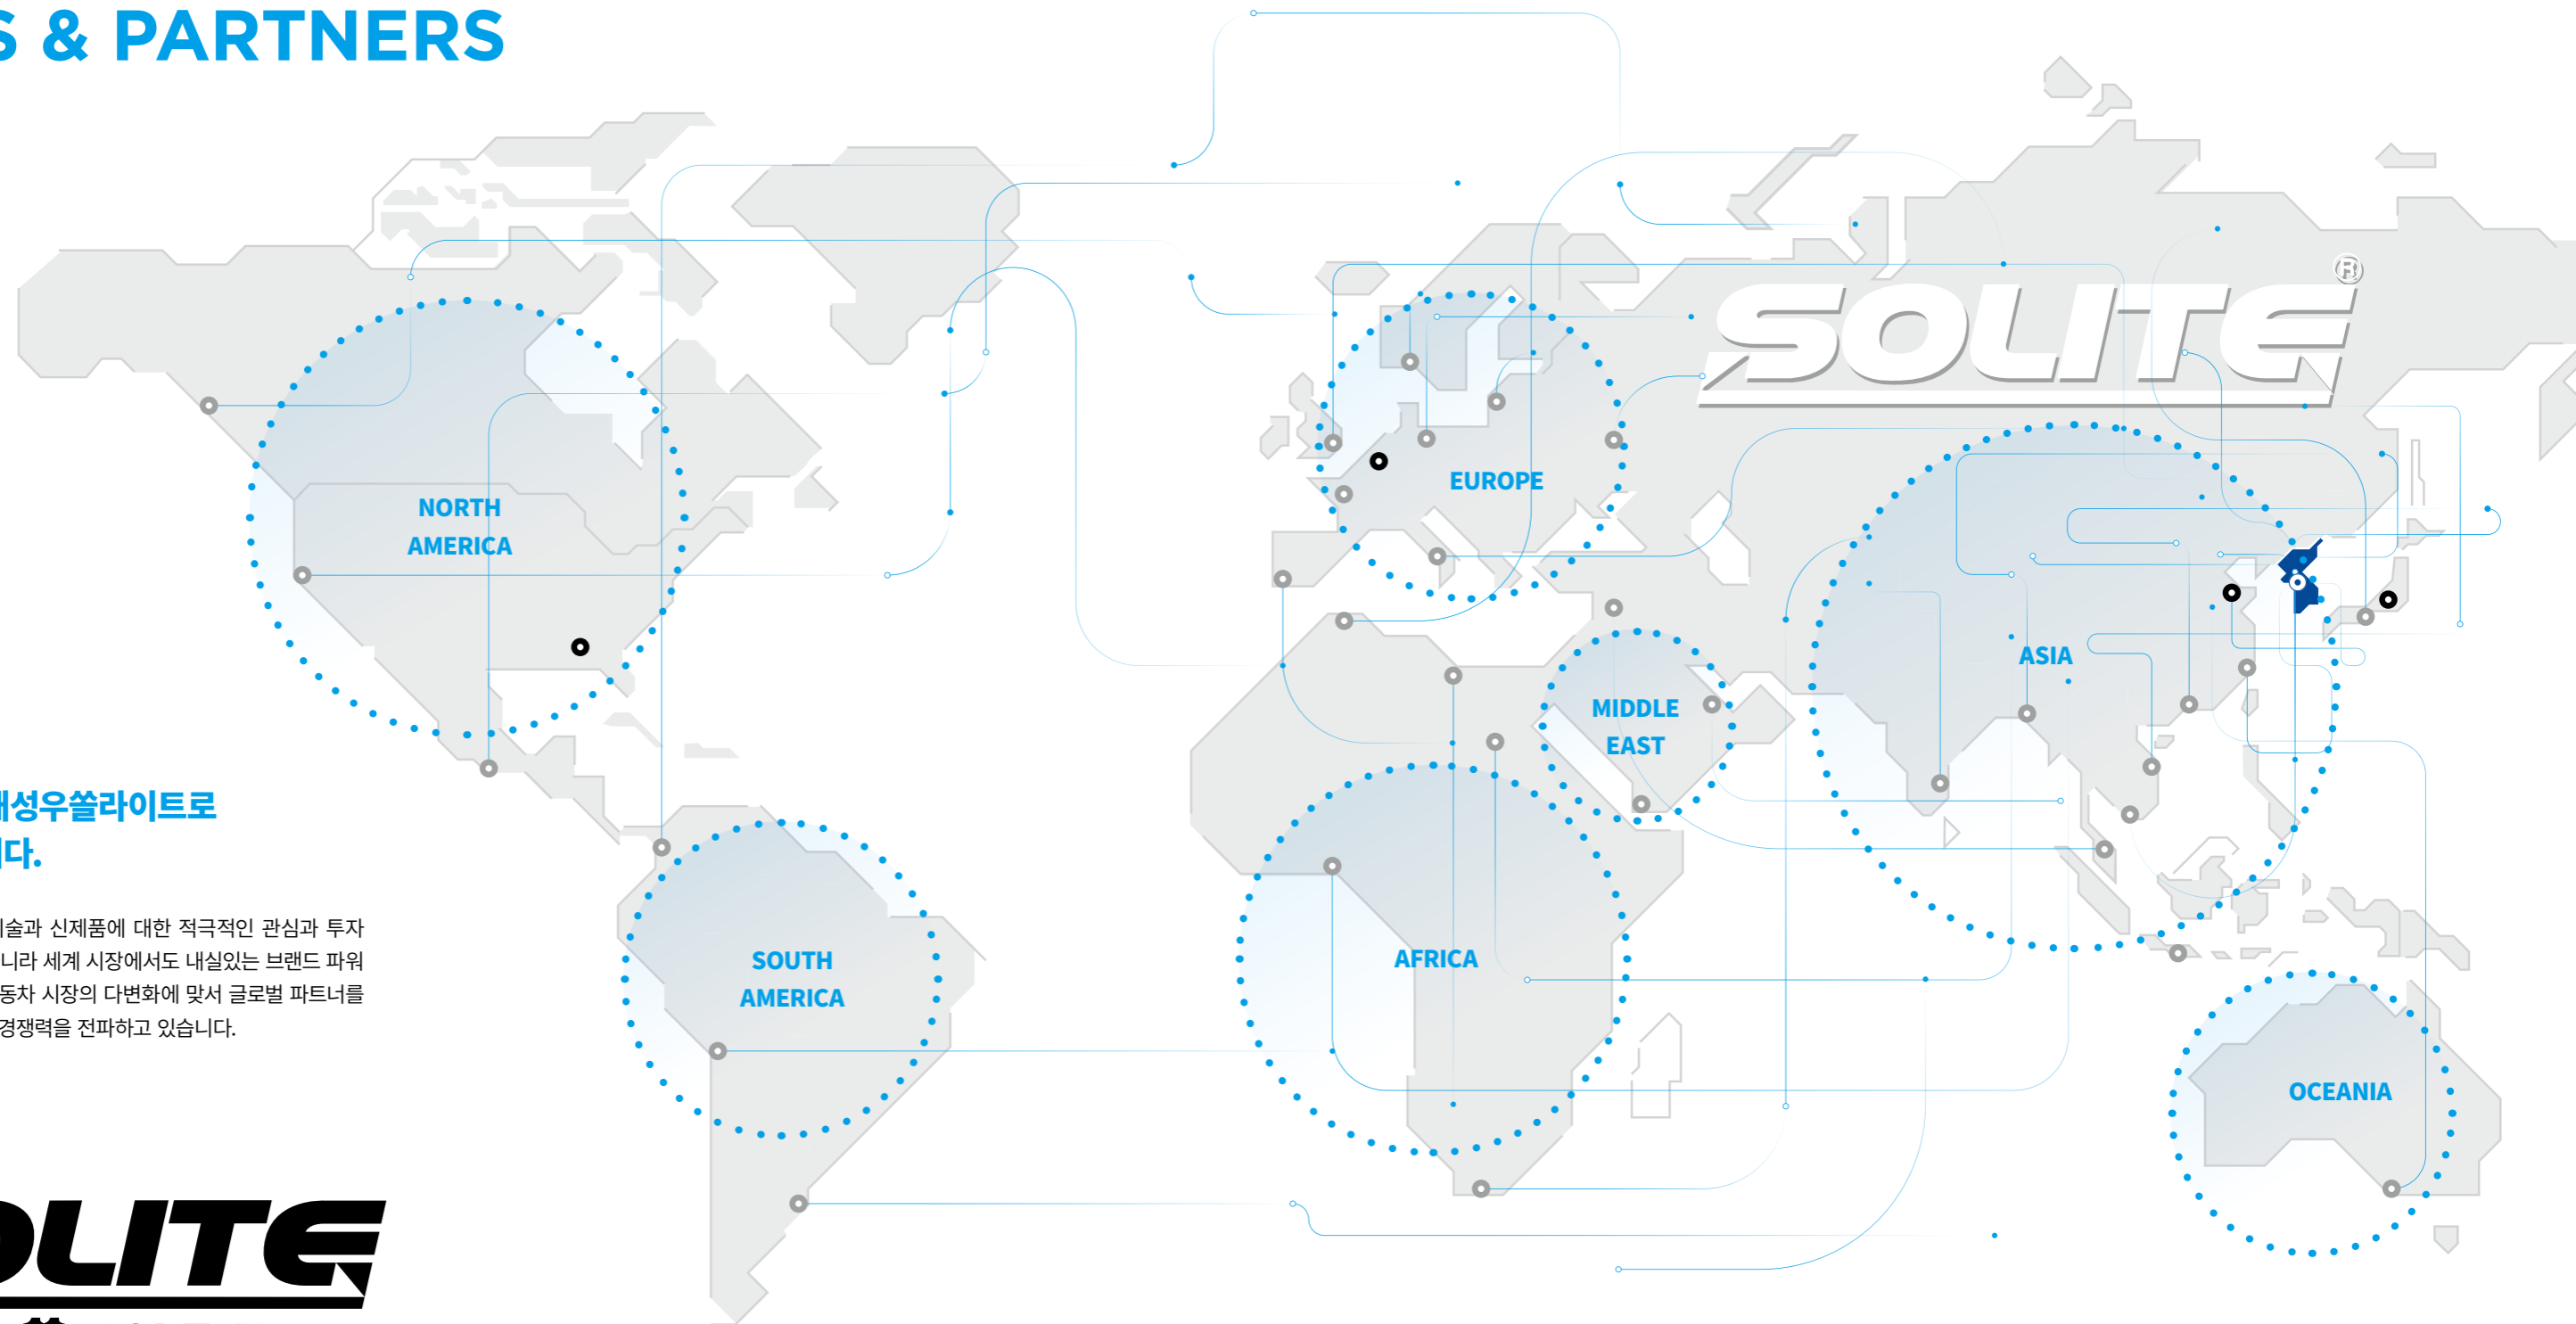 S & PARTNERS
SOLITE®
NORTH
AMERICA
EUROPE
ASIA
MIDDLE
EAST
성우쏠라이트로
다.
술과 신제품에 대한 적극적인 관심과 투자
니라 세계 시장에서도 내실있는 브랜드 파워
동차 시장의 다변화에 맞서 글로벌 파트너를
경쟁력을 전파하고 있습니다.
SOUTH
AMERICA
AFRICA
OCEANIA
OLITE